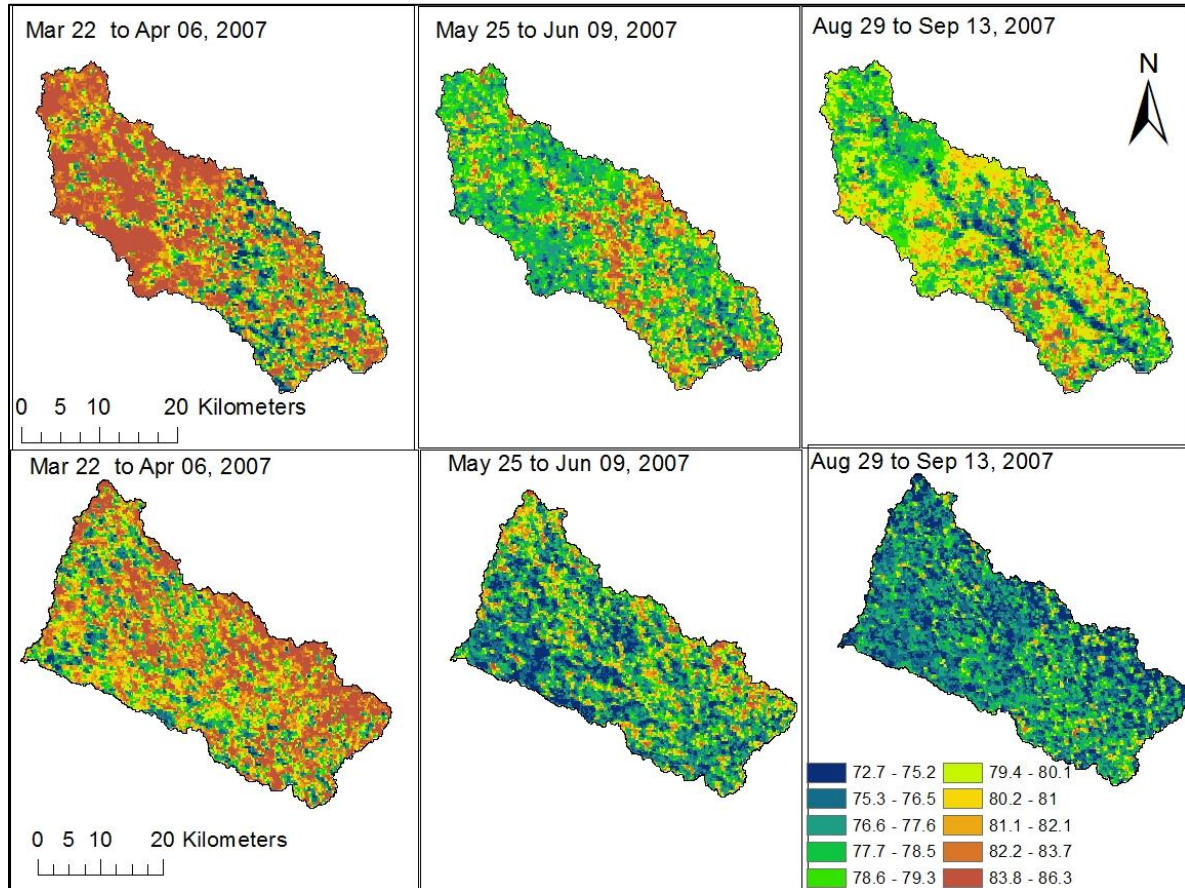 Mar 22 to Apr 06, 2007
May 25 to Jun 09, 2007
Aug 29 to Sep 13, 2007
N
0 5 10 20 Kilometers
Mar 22 to Apr 06, 2007
May 25 to Jun 09, 2007
Aug 29 to Sep 13, 2007
0 5 10 20 Kilometers
72.7 - 75.2 79.4 - 80.1
75.3 - 76.5 80.2 - 81
76.6 - 77.6 81.1 - 82.1
77.7 - 78.5 82.2 - 83.7
78.6 - 79.3 83.8 - 86.3